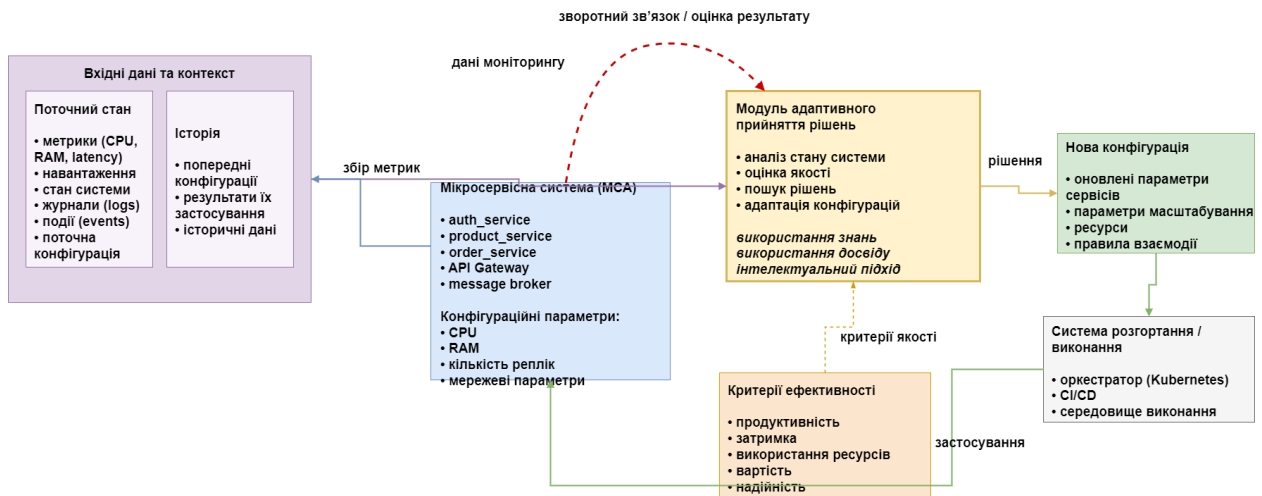 зворотний зв’язок / оцінка результату
дані моніторингу
Вхідні дані та контекст
Поточний стан
• метрики (CPU,
RAM, latency)
• навантаження
• стан системи
• журнали (logs)
• події (events)
• поточна
конфігурація
Історія
• попередні
конфігурації
• результати їх
застосування
• історичні дані
збір метрик
Мікросервісна система (MCA)
• auth_service
• product_service
• order_service
• API Gateway
• message broker
Конфігураційні параметри:
• CPU
• RAM
• кількість реплік
• мережеві параметри
Модуль адаптивного
прийняття рішень
• аналіз стану системи
• оцінка якості
• пошук рішень
• адаптація конфігурацій
використання знань
використання досвіду
інтелектуальний підхід
рішення
Нова конфігурація
• оновлені параметри
сервісів
• параметри масштабування
• ресурси
• правила взаємодії
критерії якості
Система розгортання /
виконання
• оркестратор (Kubernetes)
• CI/CD
• середовище виконання
Критерії ефективності
• продуктивність
• затримка
• використання ресурсів
• вартість
• надійність
застосування